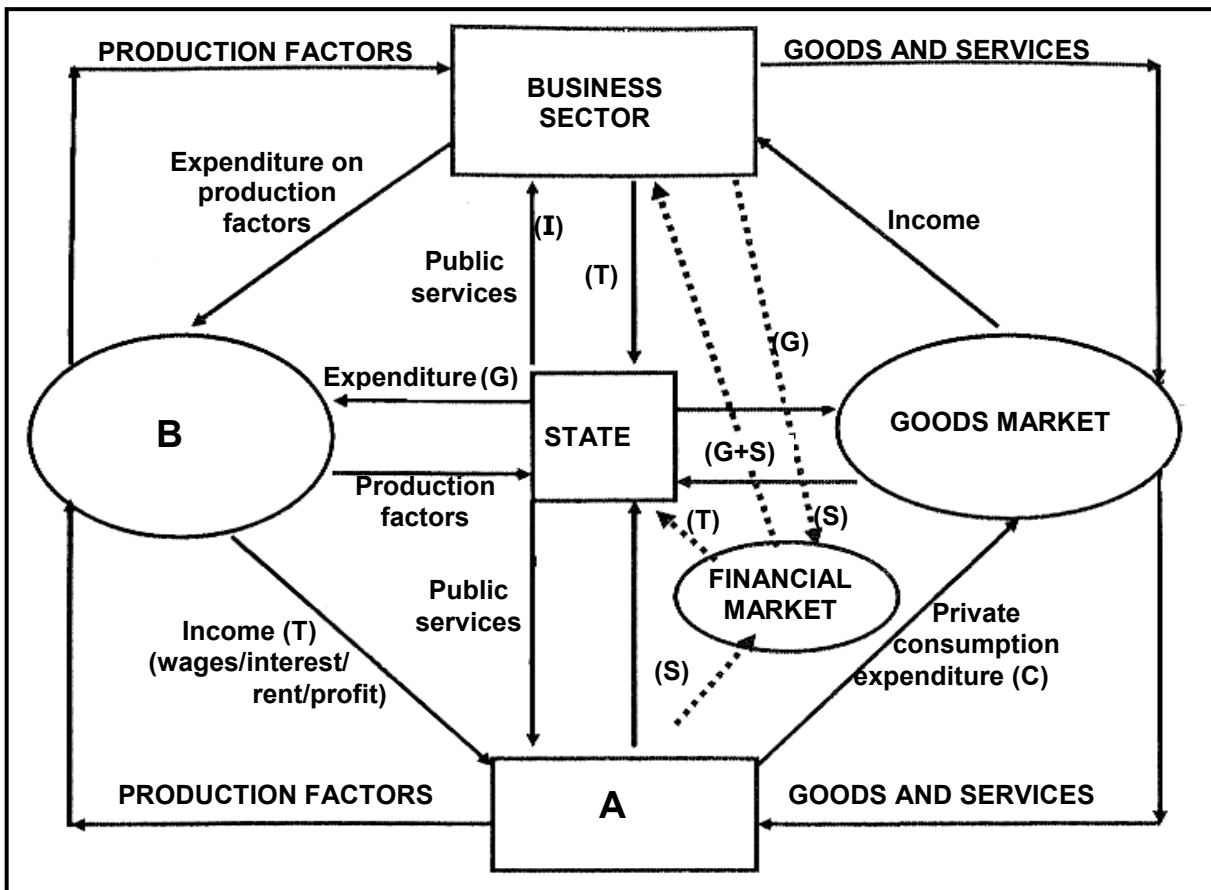 PRODUCTION FACTORS
GOODS AND SERVICES
BUSINESS
SECTOR
Expenditure on
production
factors
(I)
Public
services
(T)
Income
(G)
Expenditure (G)
B
STATE
GOODS MARKET
(G+S)
Production
factors
(T)
(S)
FINANCIAL
MARKET
Public
services
Income (T)
(wages/interest/
rent/profit)
(S)
Private
consumption
expenditure (C)
PRODUCTION FACTORS
A
GOODS AND SERVICES